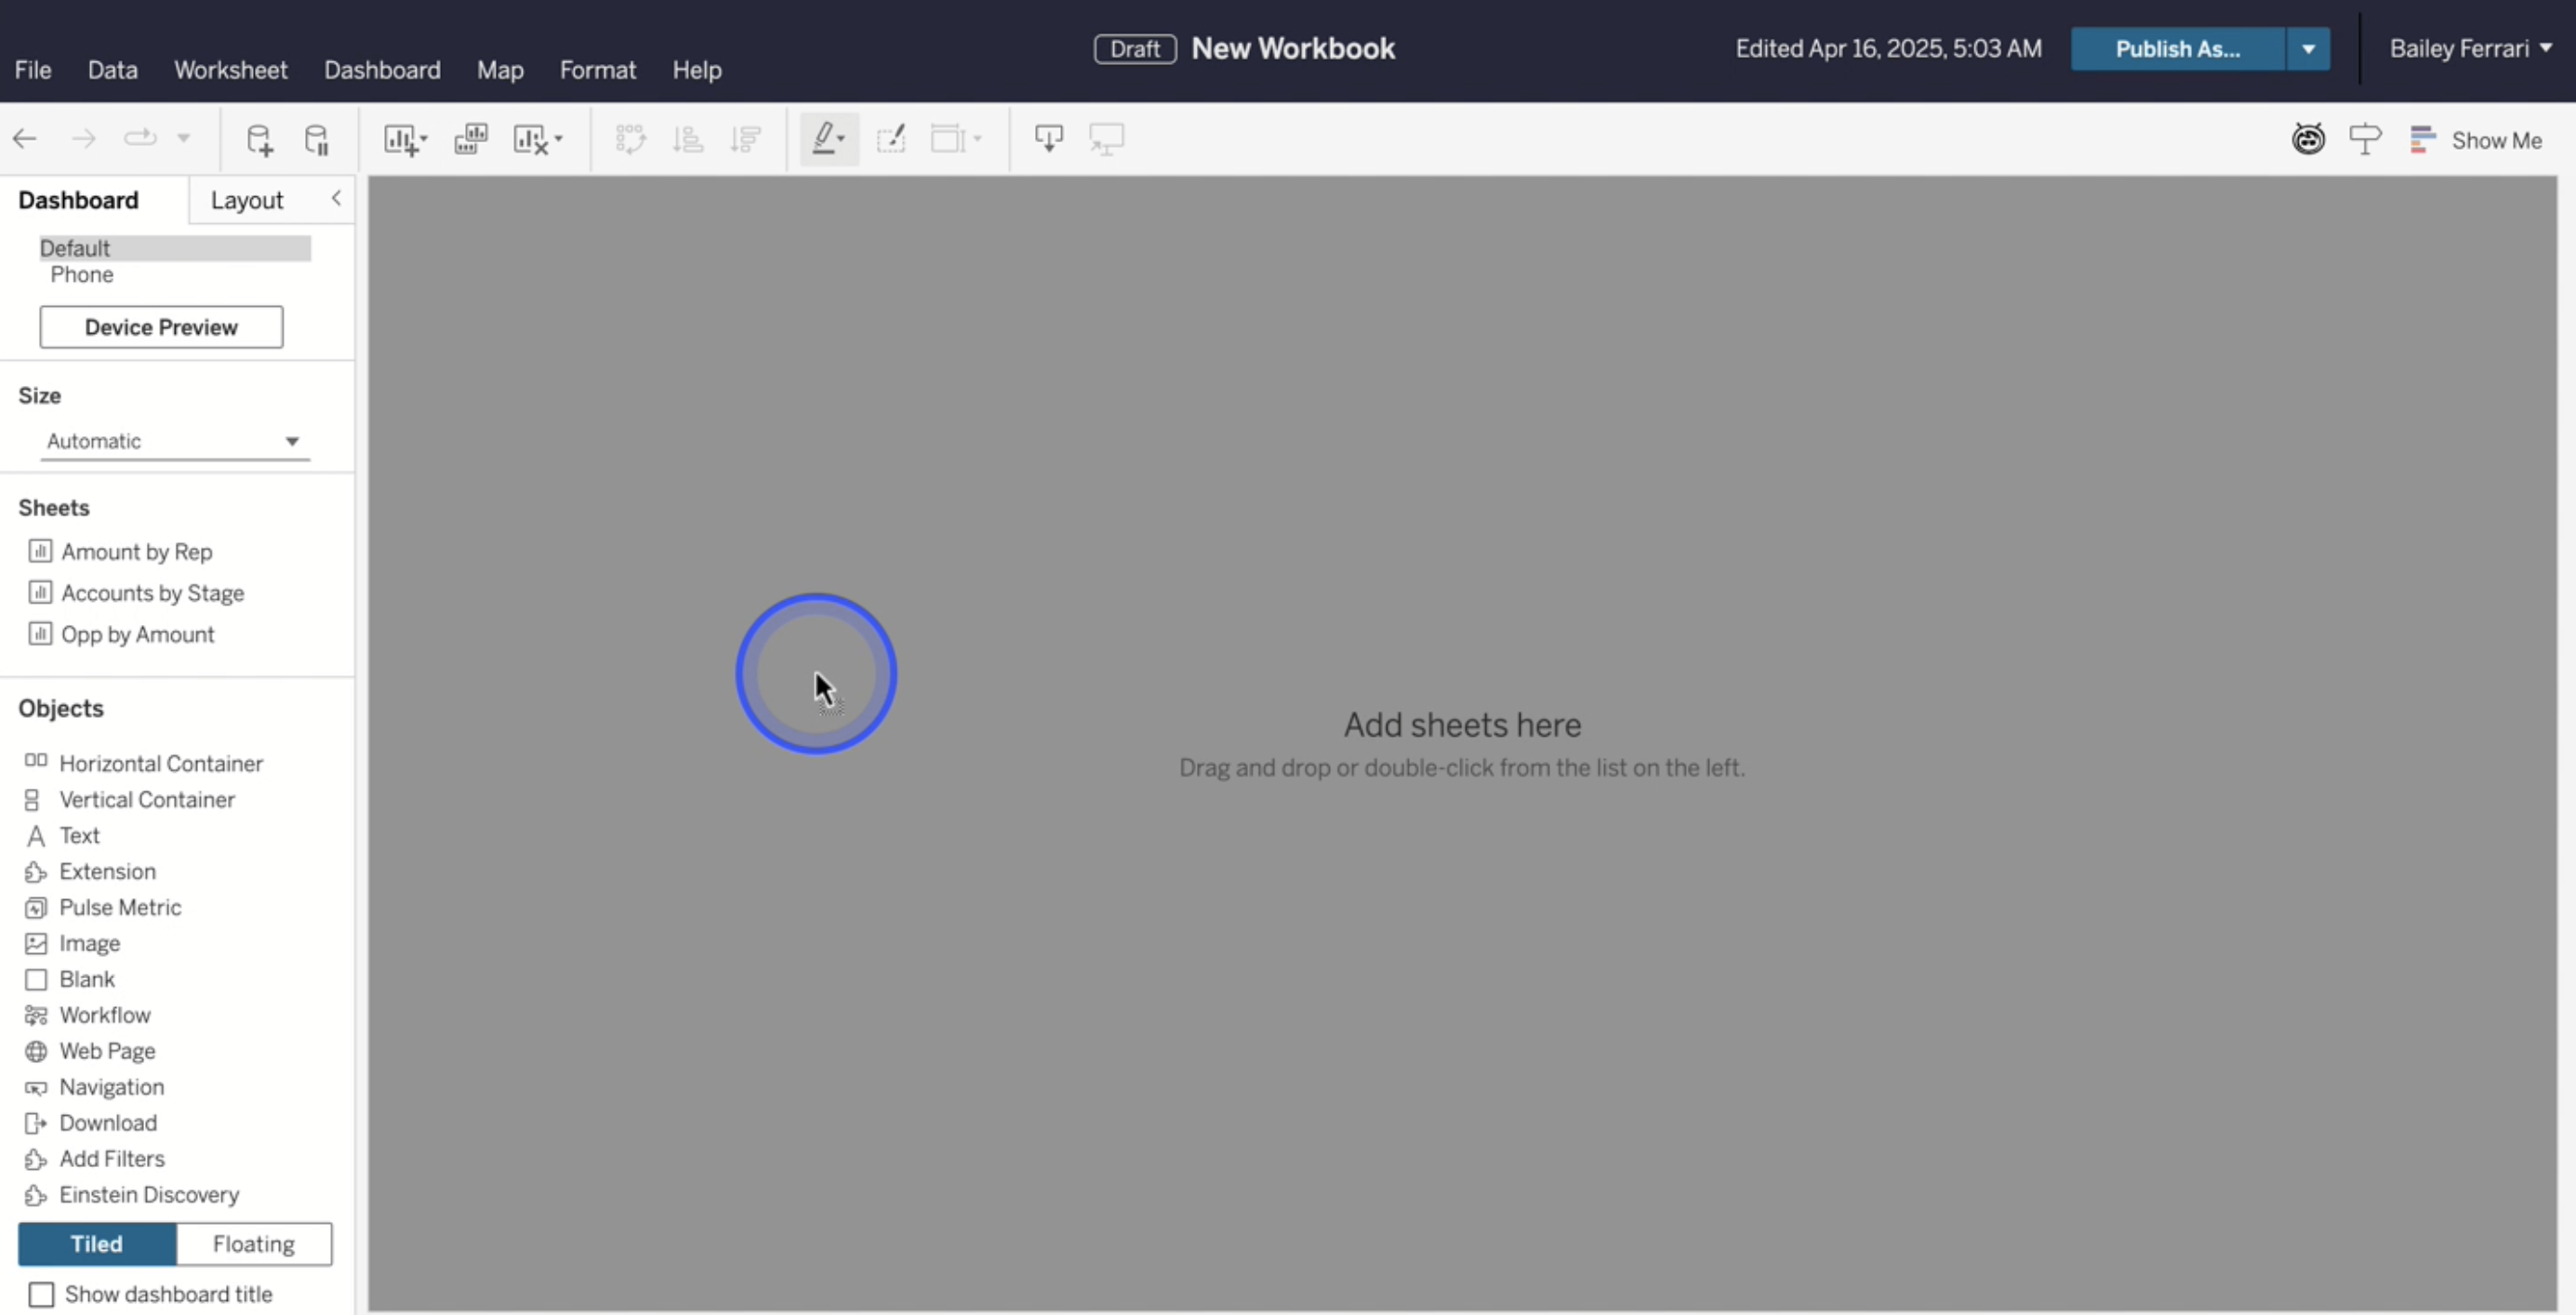 Draft New Workbook
Edited Apr 16, 2025, 5:03 AM
Publish As...
Bailey Ferrari
File Data Worksheet Dashboard Map Format Help
Show Me
Dashboard Layout
Default
Phone
Device Preview
Size
Automatic
Sheets
Amount by Rep
Accounts by Stage
Opp by Amount
Objects
Horizontal Container
Vertical Container
Text
Extension
Pulse Metric
Image
Blank
Workflow
Web Page
Navigation
Download
Add Filters
Einstein Discovery
Tiled Floating
Show dashboard title
Add sheets here
Drag and drop or double-click from the list on the left.